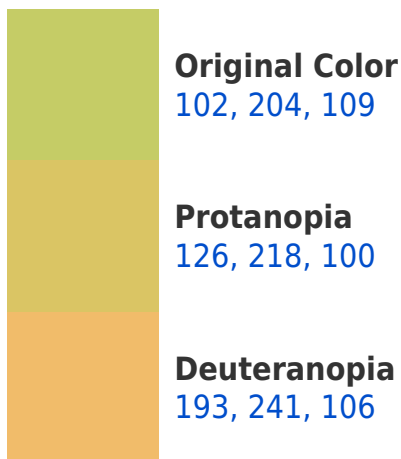 Original Color
102, 204, 109
Protanopia
126, 218, 100
Deuteranopia
193, 241, 106